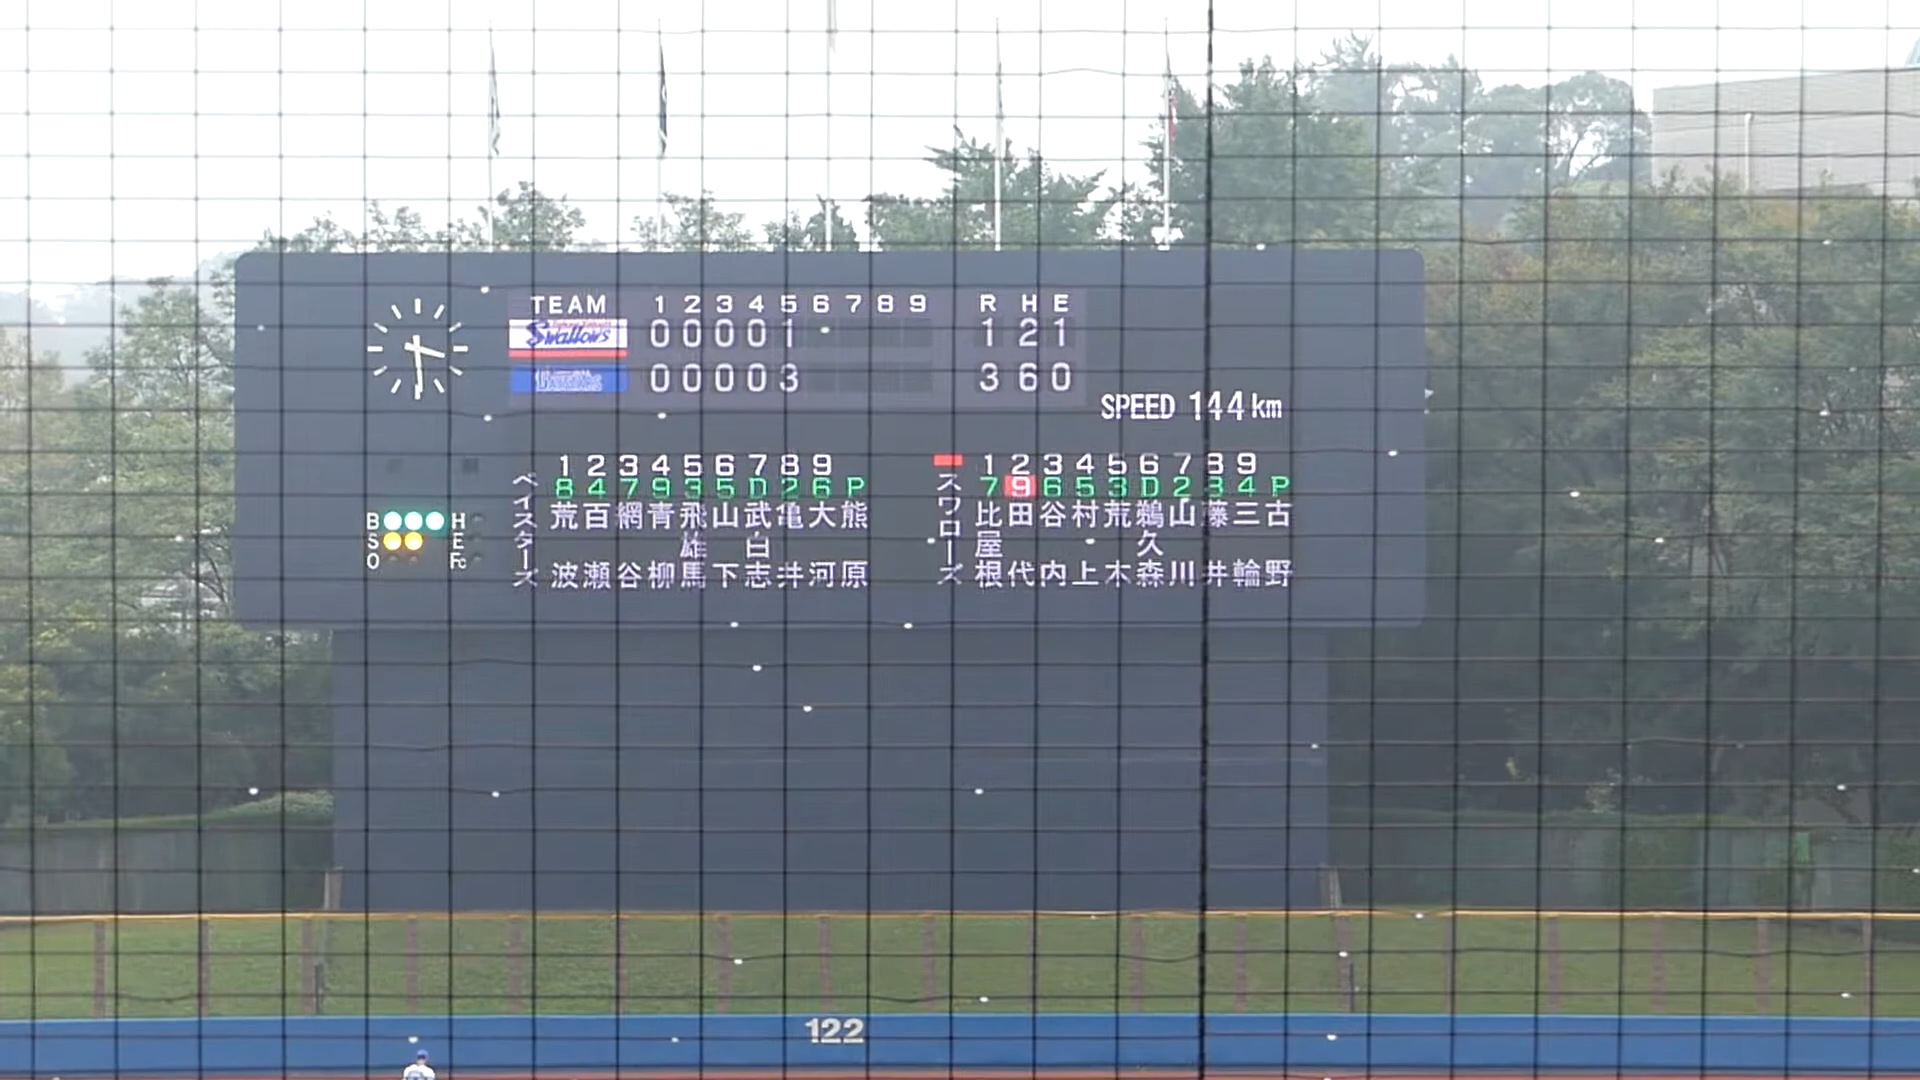 TEAM 1 2 3 4 5 6 7 8 9 R H E
Swallows 0 0 0 0 1 1 2 1
0 0 0 0 3 3 6 0
SPEED 144km
ベイスターズ
1 2 3 4 5 6 7 8 9
8 4 7 9 3 5 D 2 6 P
荒波
百瀬
網谷
青柳
飛雄馬
山下
武白志
亀井
大河
熊原
スワローズ
1 2 3 4 5 6 7 8 9
7 9 6 5 3 D 2 8 4 P
比屋根
田代
谷内
村上
荒木
鵜久森
山川
藤井
三輪
古野
B H
S E
O Fc
122